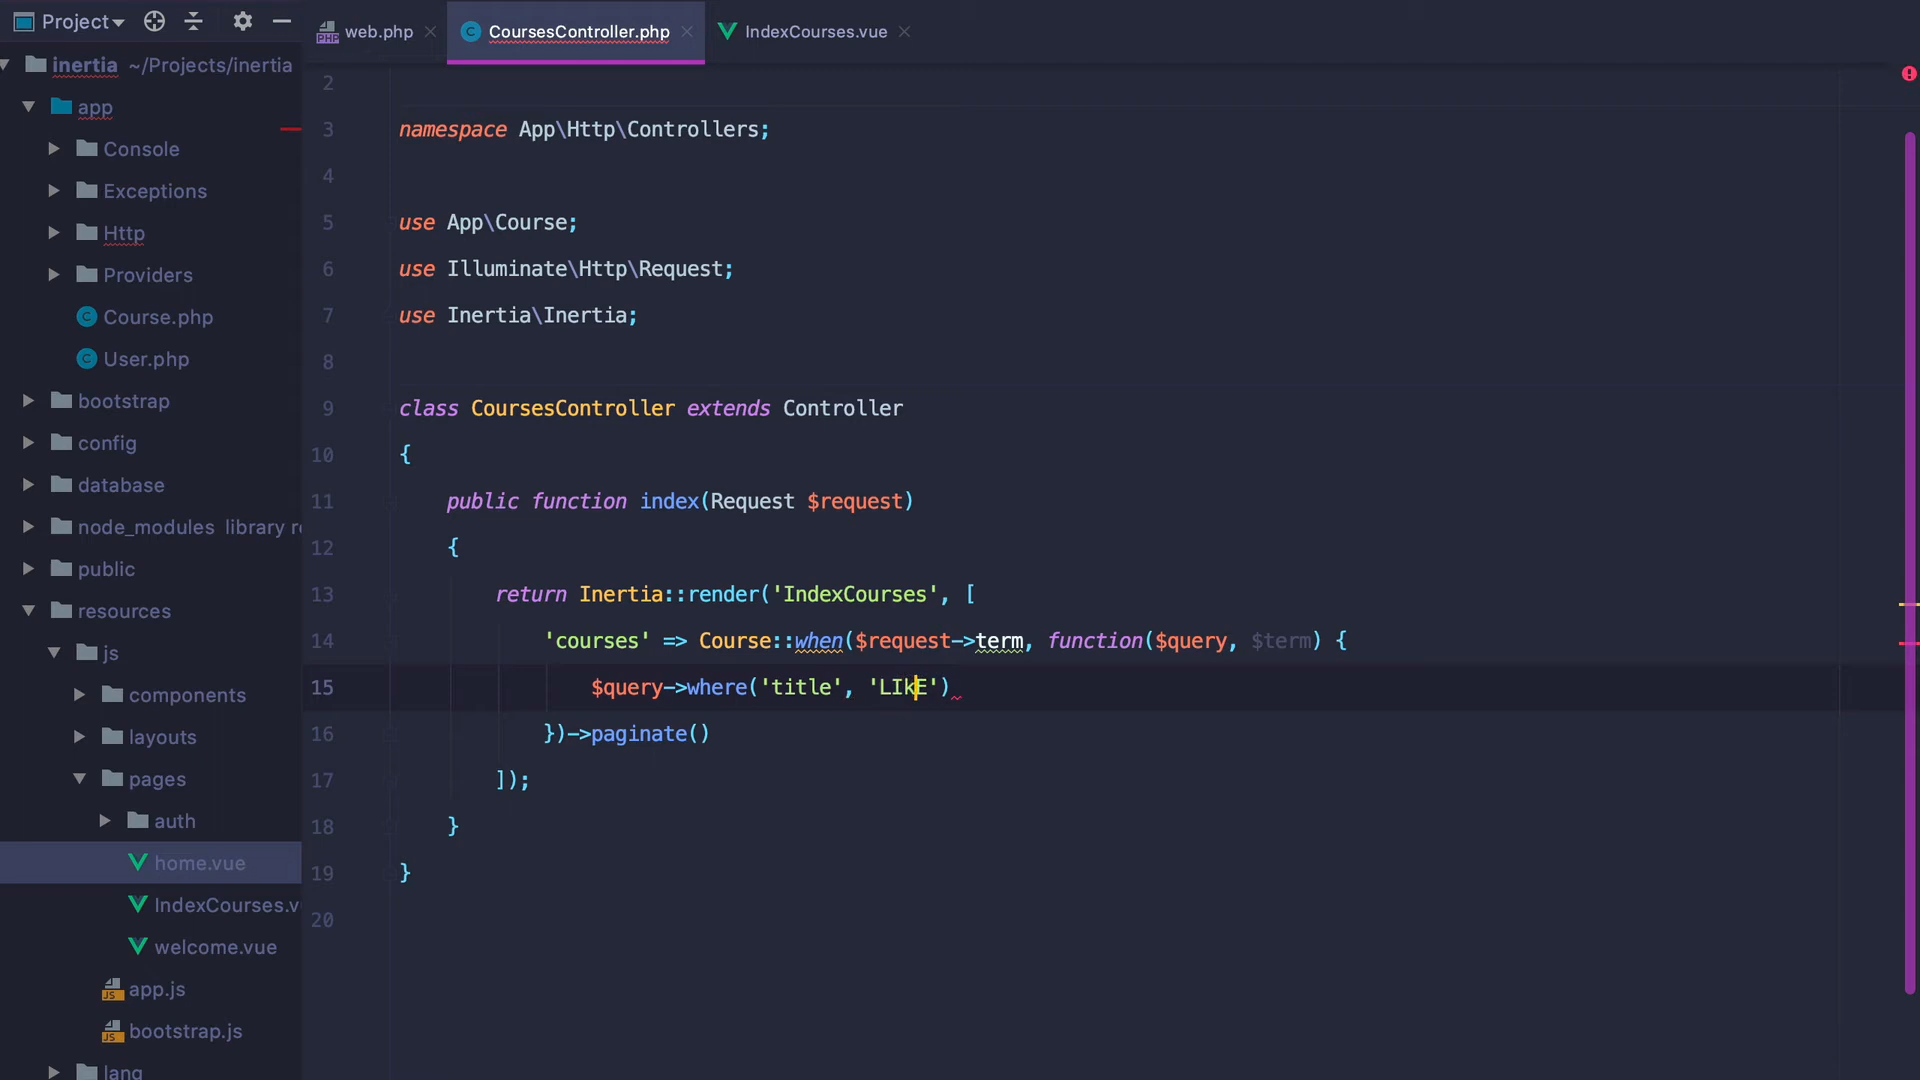 Project
web.php
CoursesController.php
IndexCourses.vue
inertia ~/Projects/inertia
app
Console
Exceptions
Http
Providers
Course.php
User.php
bootstrap
config
database
node_modules library r
public
resources
js
components
layouts
pages
auth
home.vue
IndexCourses.v
welcome.vue
app.js
bootstrap.js
lang
2
3 namespace App\Http\Controllers;
4
5 use App\Course;
6 use Illuminate\Http\Request;
7 use Inertia\Inertia;
8
9 class CoursesController extends Controller
10 {
11 public function index(Request $request)
12 {
13 return Inertia::render('IndexCourses', [
14 'courses' => Course::when($request->term, function($query, $term) {
15 $query->where('title', 'LIkE')
16 })->paginate()
17 ]);
18 }
19 }
20